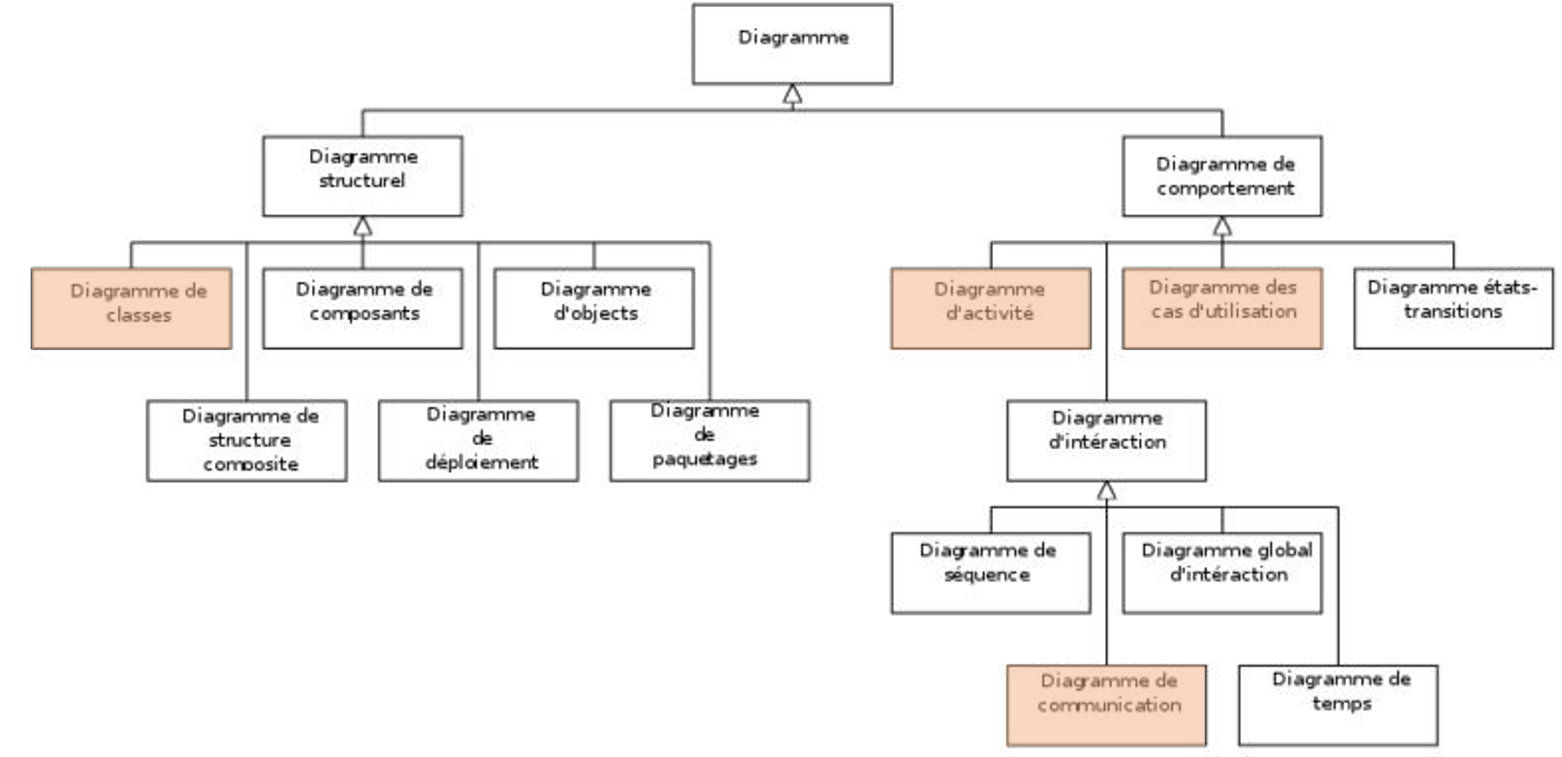 Diagramme
Diagramme
structurel
Diagramme de
comportement
Diagramme de
classes
Diagramme de
composants
Diagramme
d'objects
Diagramme
d'activité
Diagramme des
cas d'utilisation
Diagramme états-
transitions
Diagramme de
structure
composite
Diagramme
de
déploiement
Diagramme
de
paquetages
Diagramme
d'intéraction
Diagramme de
séquence
Diagramme global
d'intéraction
Diagramme de
communication
Diagramme de
temps